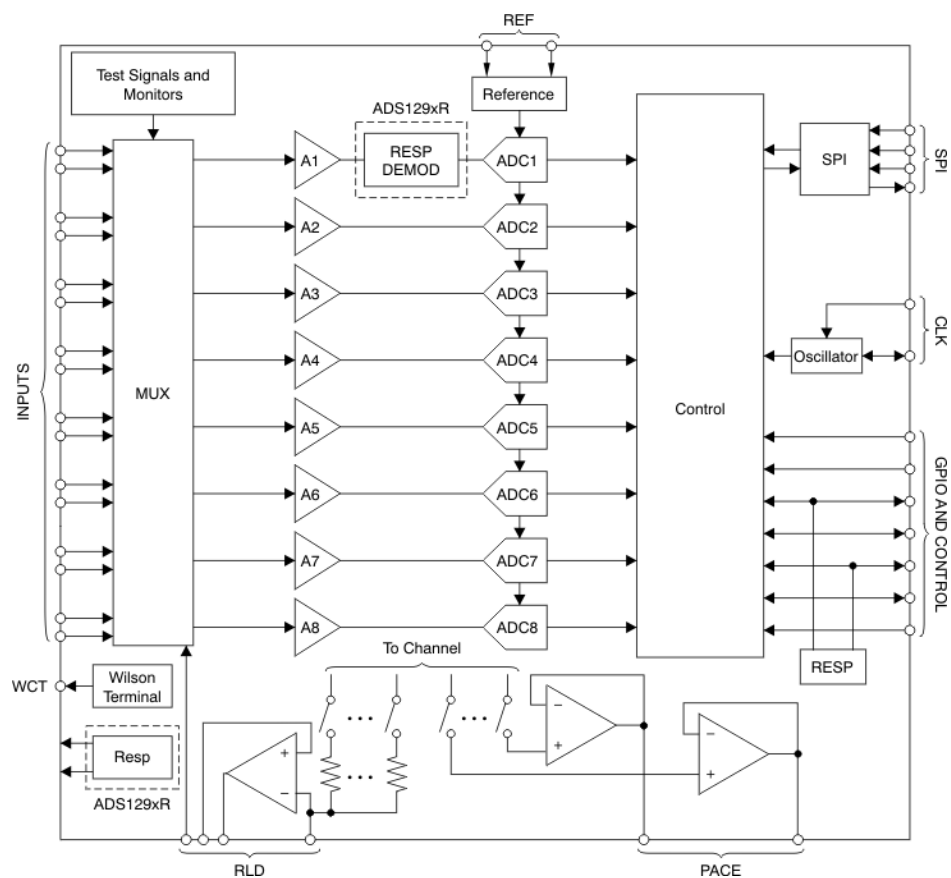 REF
Test Signals and
Monitors
Reference
ADS129xR
A1
RESP
DEMOD
ADC1
SPI
SPI
A2
ADC2
A3
ADC3
CLK
A4
ADC4
Oscillator
INPUTS
MUX
Control
A5
ADC5
A6
ADC6
GPIO AND CONTROL
A7
ADC7
A8
ADC8
To Channel
RESP
WCT
Wilson
Terminal
− 
+
−
+
Resp
ADS129xR
+
−
RLD
PACE